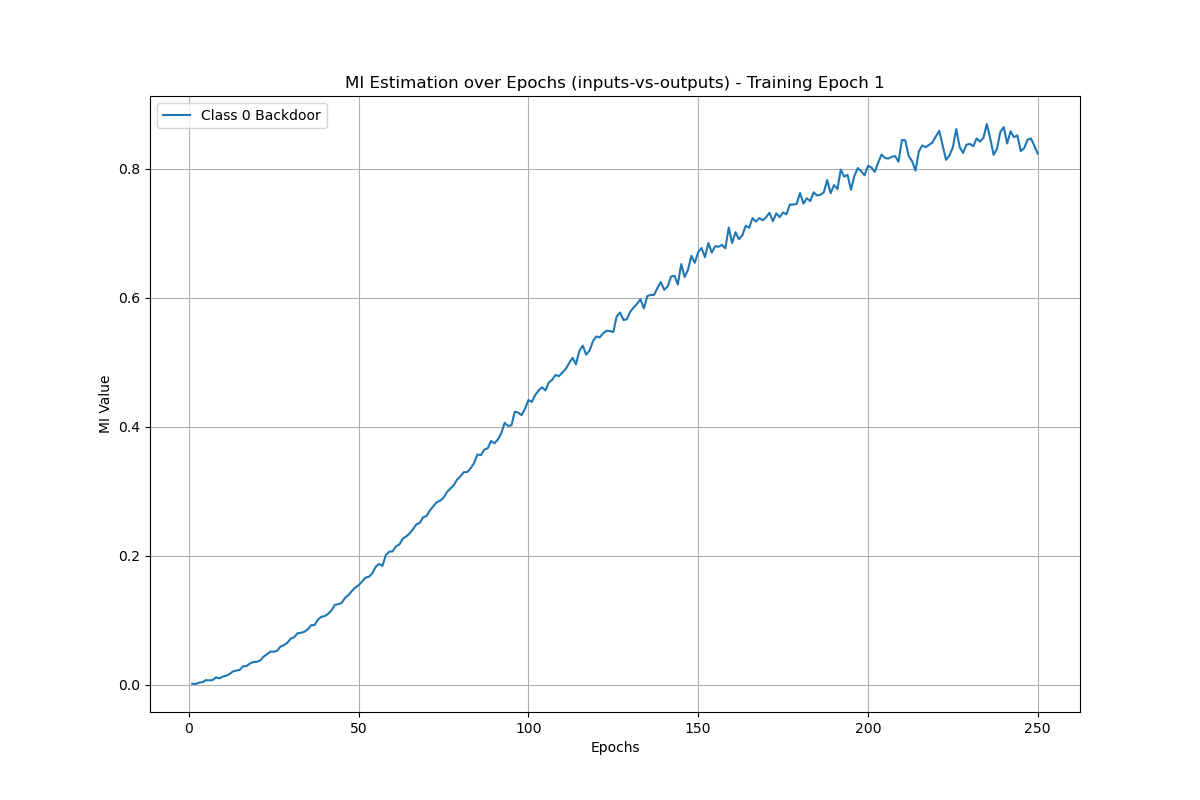 MI Estimation over Epochs (inputs-vs-outputs) - Training Epoch 1
Class 0 Backdoor
MI Value
0.8
0.6
0.4
0.2
0.0
0 50 100 150 200 250
Epochs